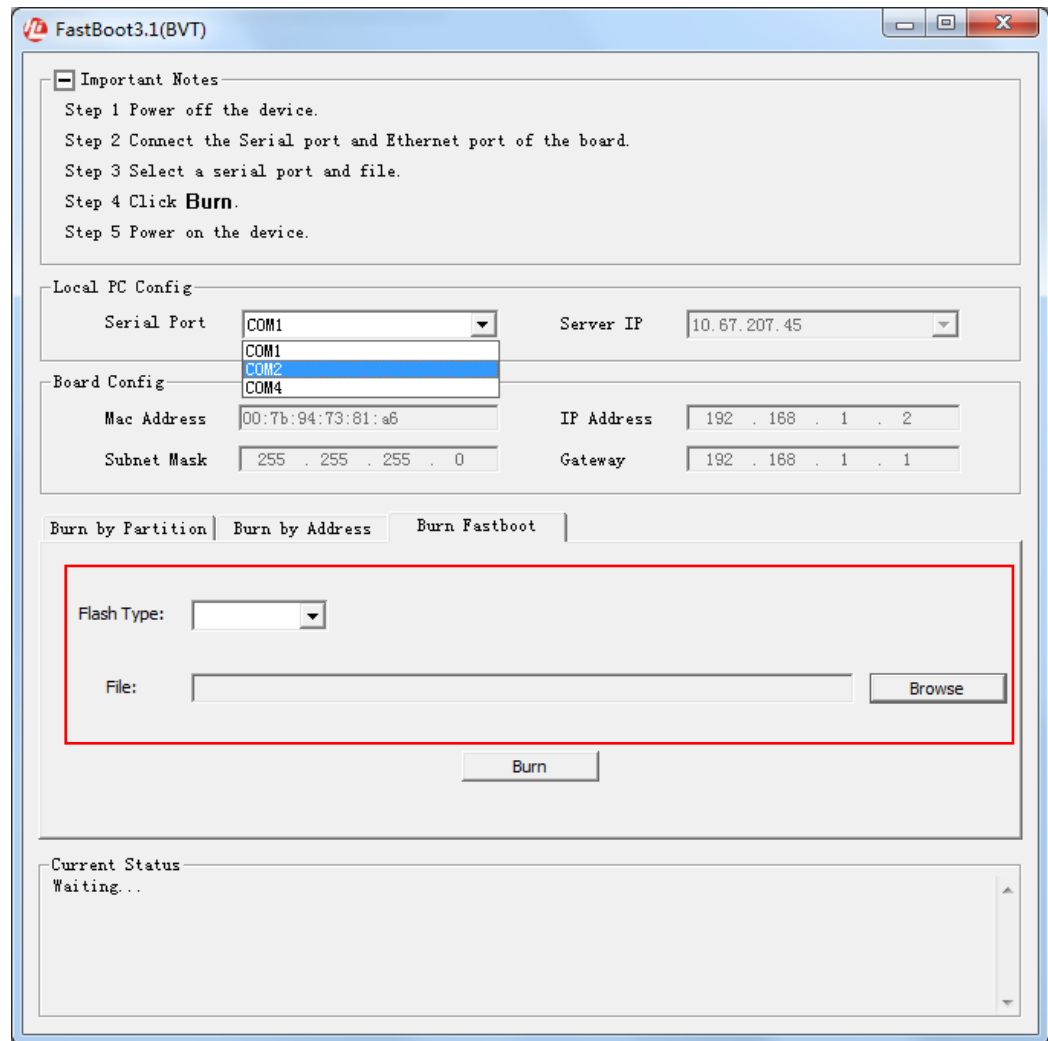 FastBoot3.1(BVT)
Important Notes
Step 1 Power off the device.
Step 2 Connect the Serial port and Ethernet port of the board.
Step 3 Select a serial port and file.
Step 4 Click Burn.
Step 5 Power on the device.
Local PC Config
Serial Port COM1 Server IP 10.67.207.45
COM1
COM2
COM4
Board Config
Mac Address 00:7b:94:73:81:a6 IP Address 192 . 168 . 1 . 2
Subnet Mask 255 . 255 . 255 . 0 Gateway 192 . 168 . 1 . 1
Burn by Partition Burn by Address Burn Fastboot
Flash Type:
File: Browse
Burn
Current Status
Waiting...